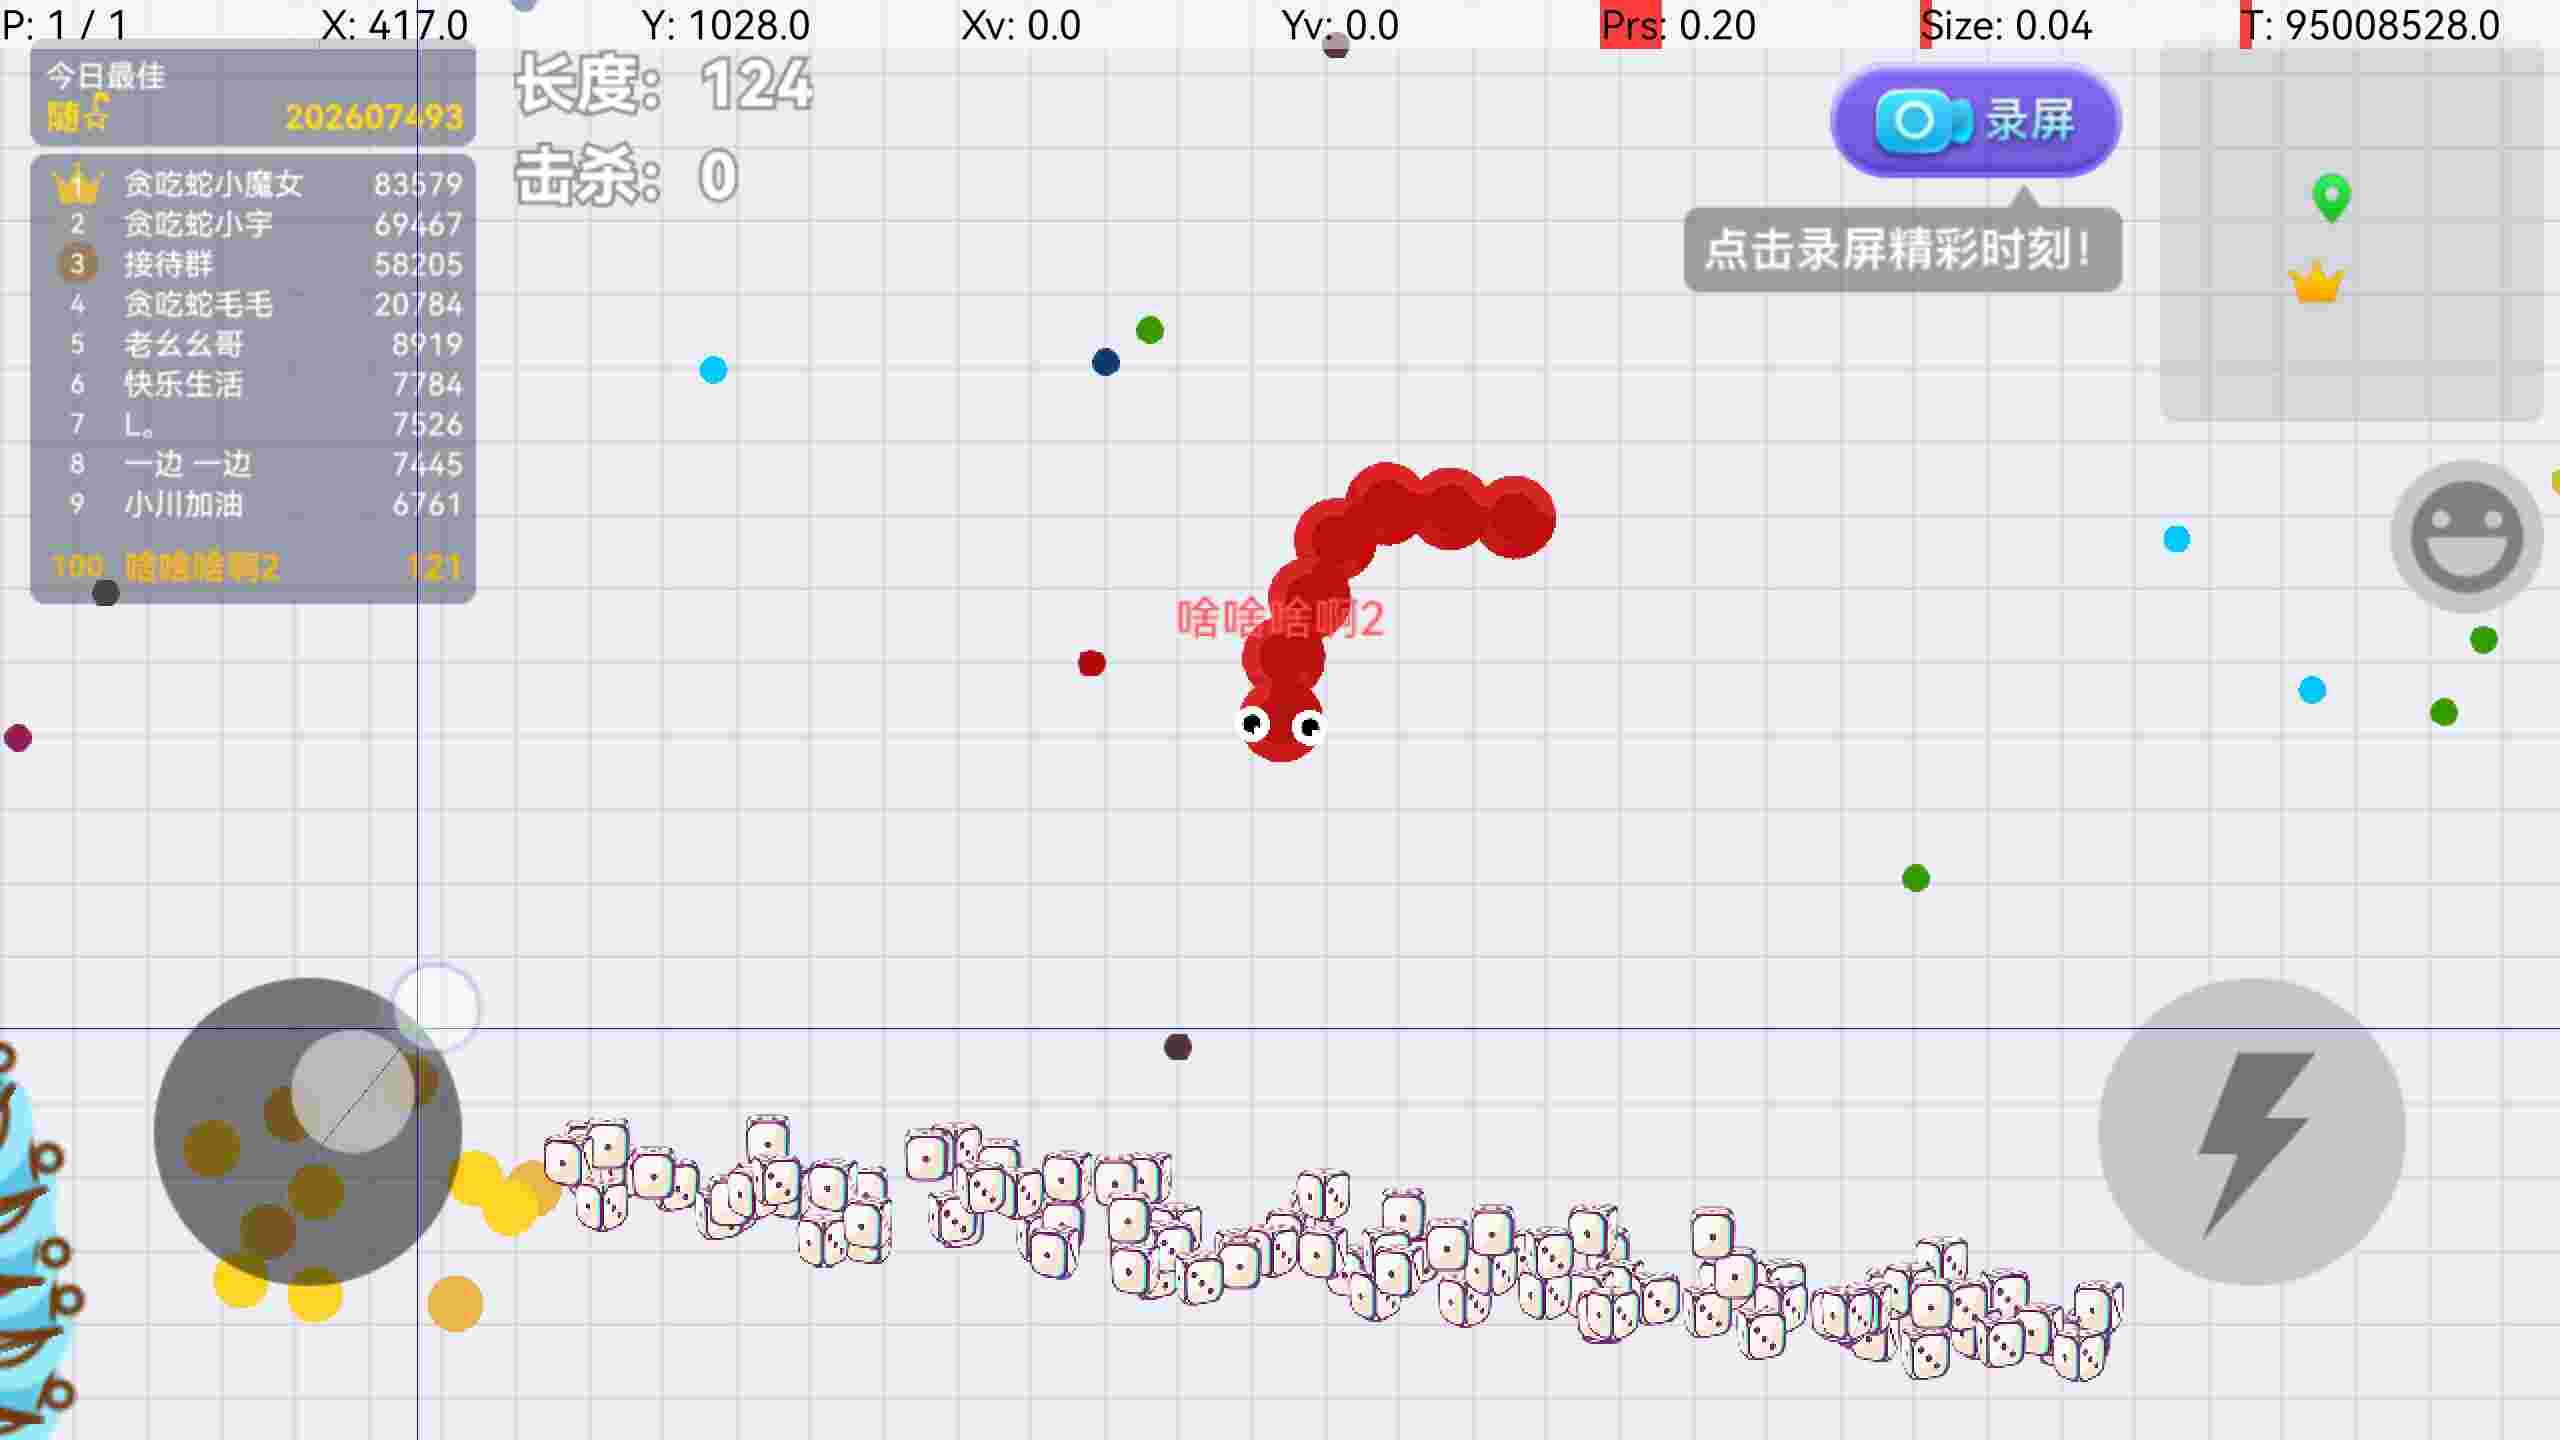 P: 1 / 1 X: 417.0 Y: 1028.0 Xv: 0.0 Yv: 0.0 Prs: 0.20 Size: 0.04 T: 95008528.0
今日最佳
随☆ 202607493
1 贪吃蛇小魔女 83579
2 贪吃蛇小宇 69467
3 接待群 58205
4 贪吃蛇毛毛 20784
5 老幺幺哥 8919
6 快乐生活 7784
7 L。 7526
8 一边 一边 7445
9 小川加油 6761
100 啥啥啥啊2 121
长度：124
击杀：0
录屏
点击录屏精彩时刻！
啥啥啥啊2